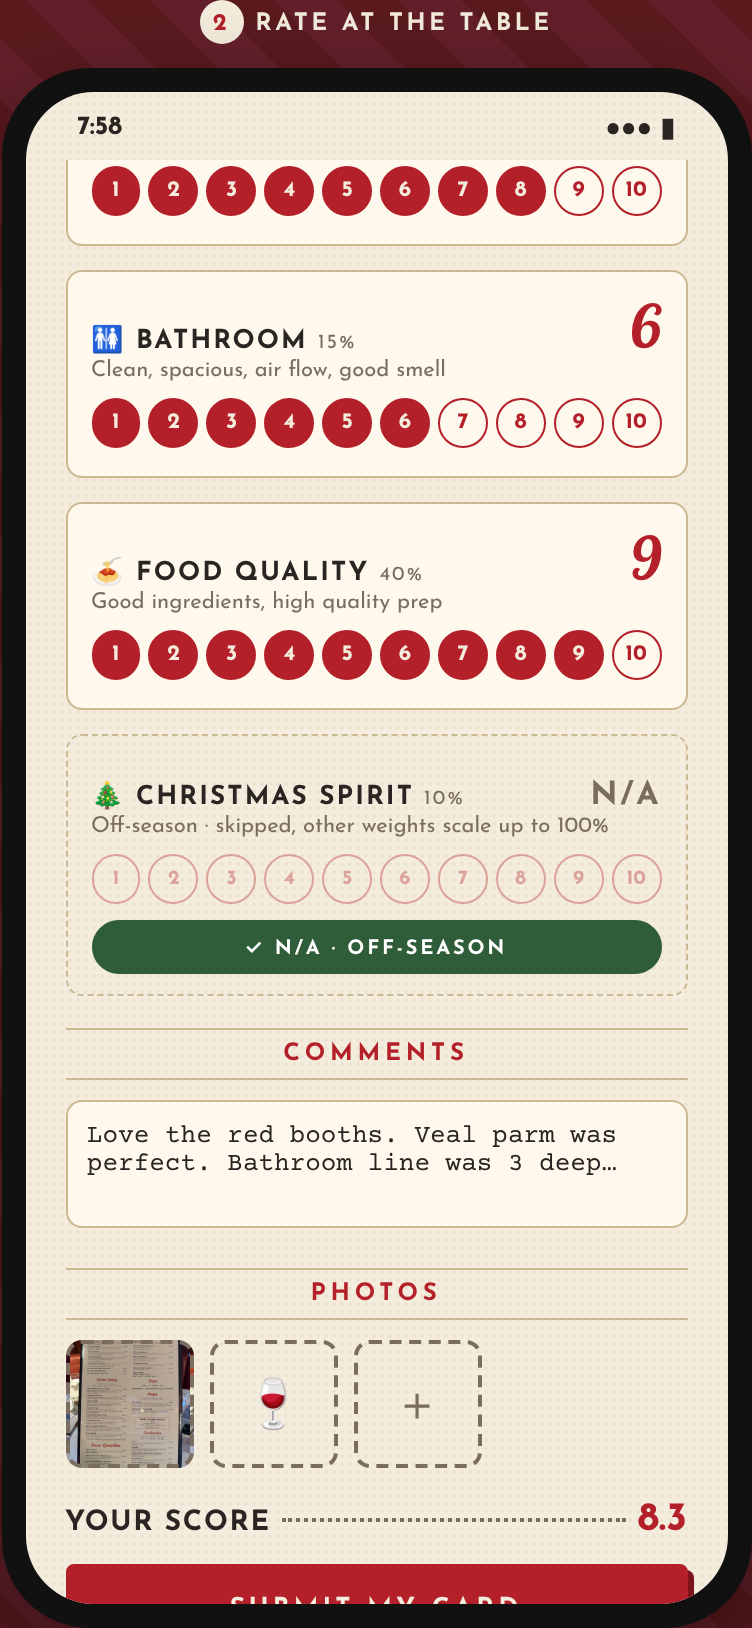 2 RATE AT THE TABLE
7:58
1 2 3 4 5 6 7 8 9 10
BATHROOM 15% 6
Clean, spacious, air flow, good smell
1 2 3 4 5 6 7 8 9 10
FOOD QUALITY 40% 9
Good ingredients, high quality prep
1 2 3 4 5 6 7 8 9 10
CHRISTMAS SPIRIT 10% N/A
Off-season · skipped, other weights scale up to 100%
1 2 3 4 5 6 7 8 9 10
✓ N/A · OFF-SEASON
COMMENTS
Love the red booths. Veal parm was
perfect. Bathroom line was 3 deep…
PHOTOS
+
YOUR SCORE 8.3
SUBMIT MY CARD